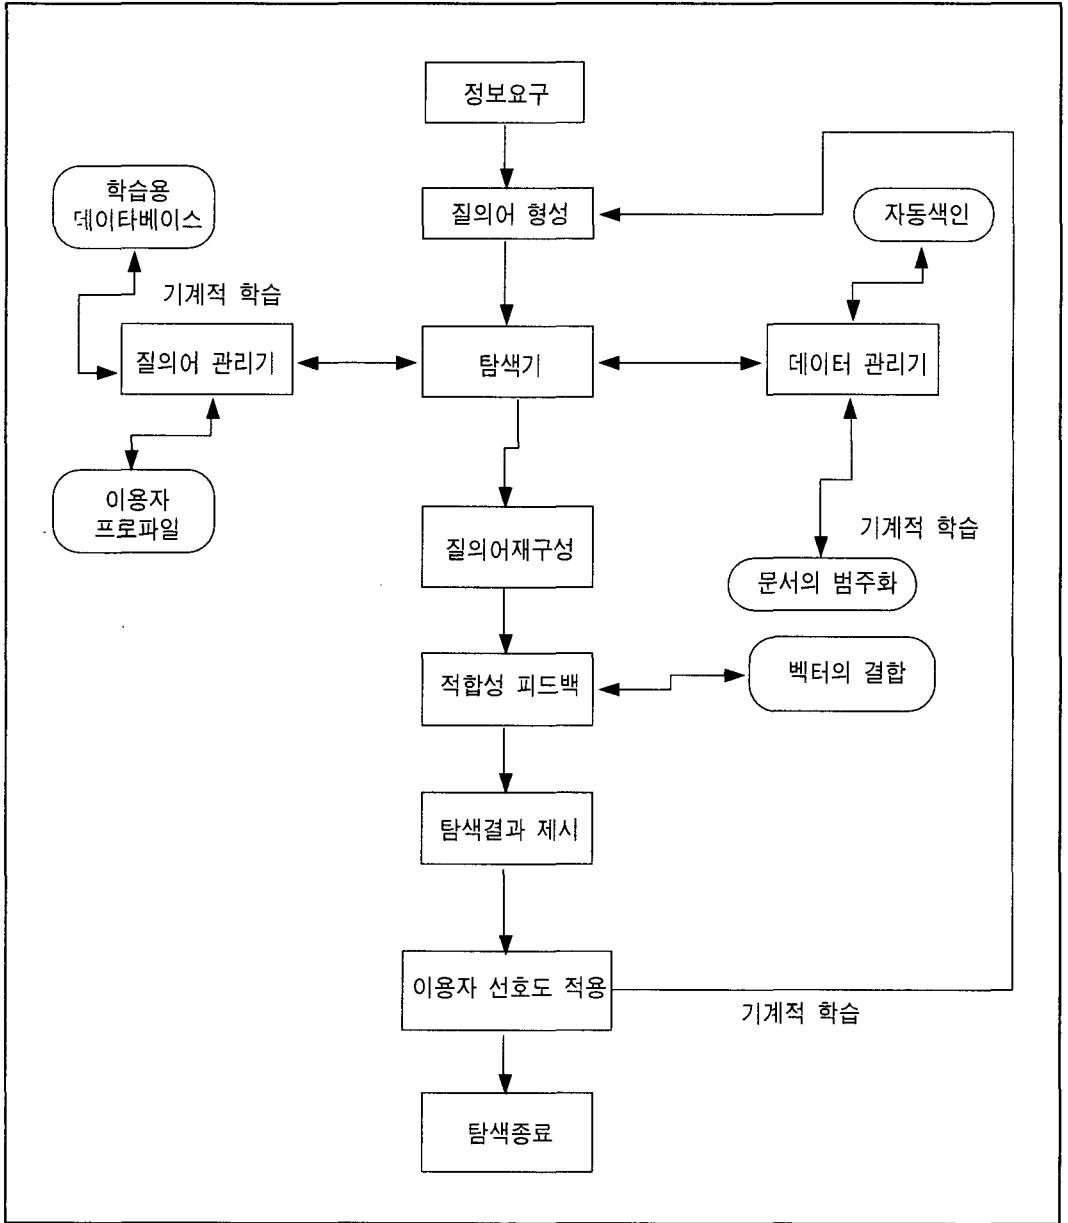 정보요구
학습용
데이타베이스
질의어 형성
자동색인
기계적 학습
질의어 관리기
탐색기
데이터 관리기
이용자
프로파일
질의어재구성
기계적 학습
문서의 범주화
적합성 피드백
벡터의 결합
탐색결과 제시
이용자 선호도 적용
기계적 학습
탐색종료